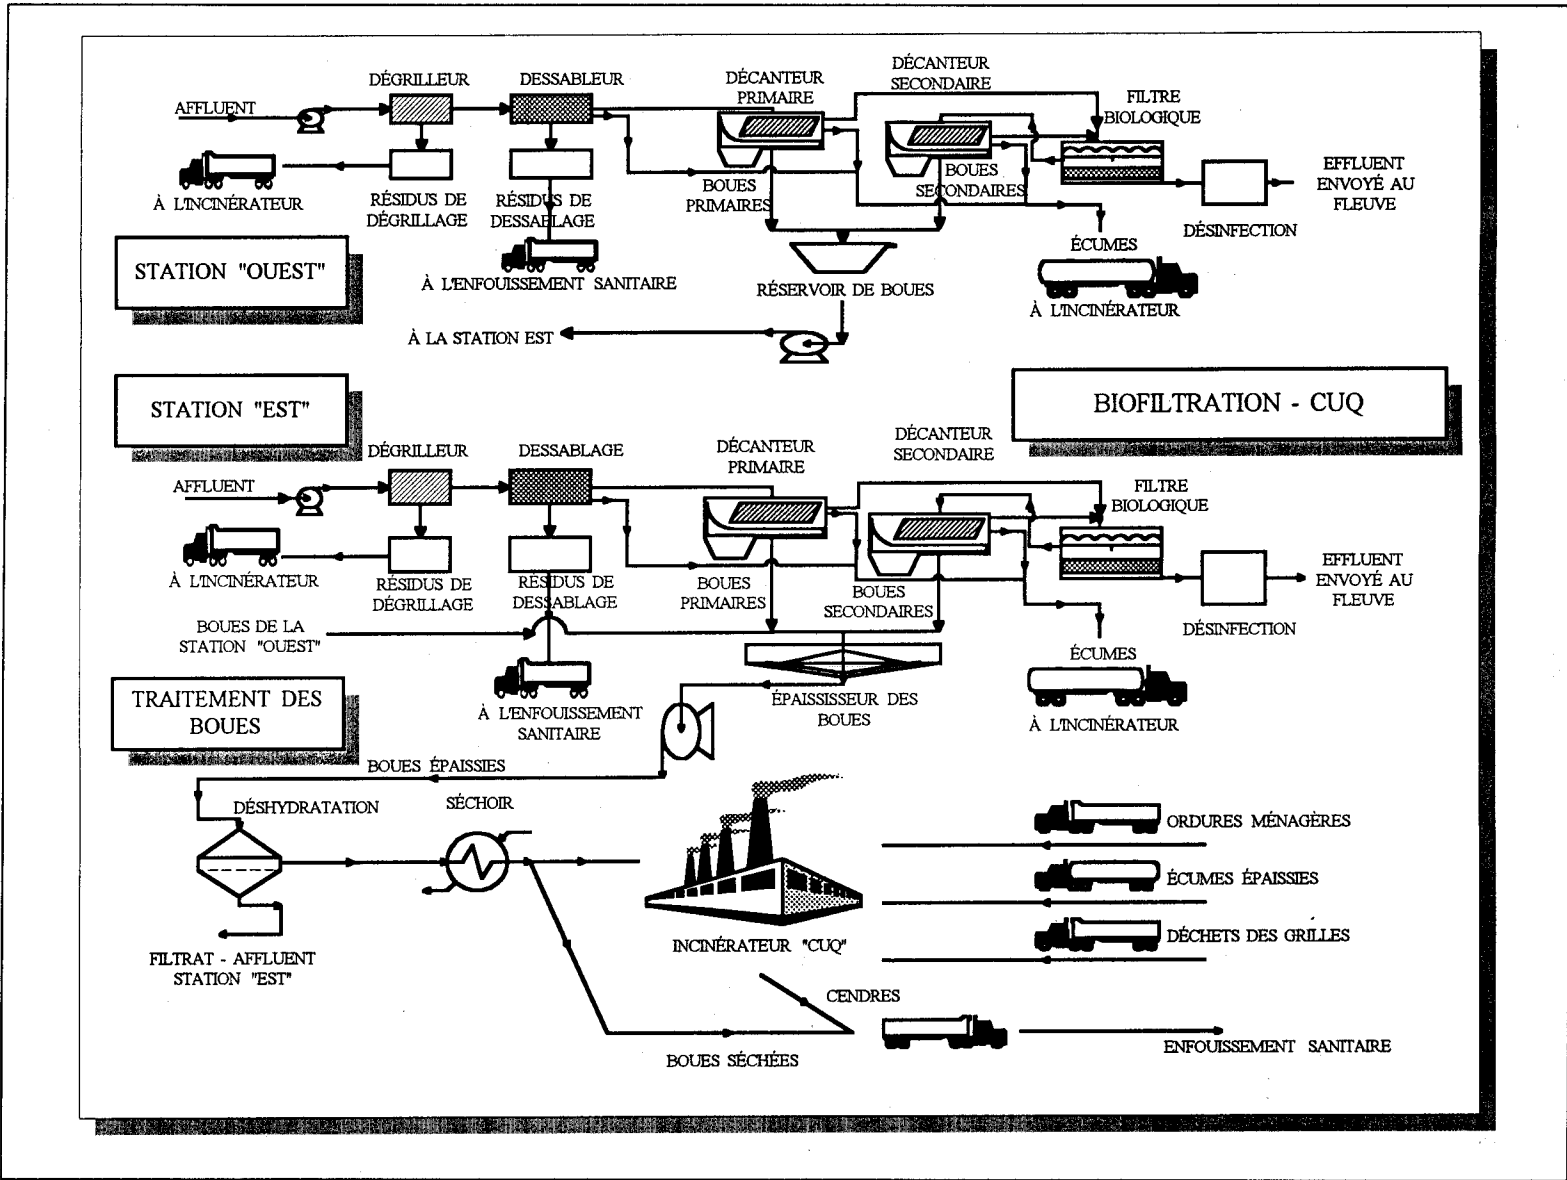 DÉCANTEUR
SECONDAIRE
DÉGRILLEUR
DESSABLEUR
DÉCANTEUR
PRIMAIRE
FILTRE
BIOLOGIQUE
AFFLUENT
EFFLUENT
ENVOYÉ AU
FLEUVE
À L'INCINÉRATEUR
RÉSIDUS DE
DÉGRILLAGE
RÉSIDUS DE
DESSABLAGE
BOUES
PRIMAIRES
BOUES
SECONDAIRES
DÉSINFECTION
ÉCUMES
STATION "OUEST"
À L'ENFOUISSEMENT SANITAIRE
RÉSERVOIR DE BOUES
À L'INCINÉRATEUR
À LA STATION EST
STATION "EST"
BIOFILTRATION - CUQ
DÉGRILLEUR
DESSABLAGE
DÉCANTEUR
PRIMAIRE
DÉCANTEUR
SECONDAIRE
AFFLUENT
FILTRE
BIOLOGIQUE
À L'INCINÉRATEUR
RÉSIDUS DE
DÉGRILLAGE
RÉSIDUS DE
DESSABLAGE
BOUES
PRIMAIRES
BOUES
SECONDAIRES
EFFLUENT
ENVOYÉ AU
FLEUVE
DÉSINFECTION
BOUES DE LA
STATION "OUEST"
ÉCUMES
TRAITEMENT DES
BOUES
À L'ENFOUISSEMENT
SANITAIRE
ÉPAISSISSEUR DES
BOUES
À L'INCINÉRATEUR
BOUES ÉPAISSIES
DÉSHYDRATATION
SÉCHOIR
ORDURES MÉNAGÈRES
ÉCUMES ÉPAISSIES
DÉCHETS DES GRILLES
INCINÉRATEUR "CUQ"
FILTRAT - AFFLUENT
STATION "EST"
CENDRES
BOUES SÉCHÉES
ENFOUISSEMENT SANITAIRE